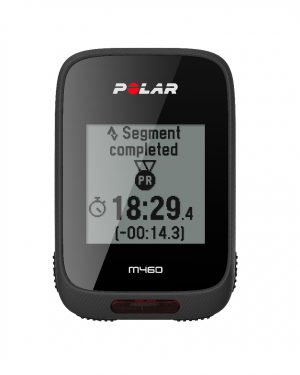 POLAR
Segment
completed
PR
18:29.4
(-00:14.3)
M460